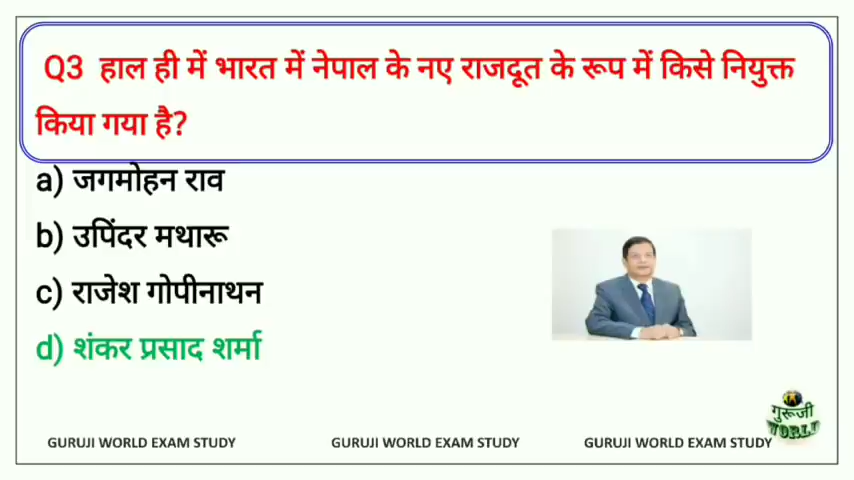 Q3 हाल ही में भारत में नेपाल के नए राजदूत के रूप में किसे नियुक्त
किया गया है?
a) जगमोहन राव
b) उपिंदर मथारू
c) राजेश गोपीनाथन
d) शंकर प्रसाद शर्मा
गुरूजी
WORLD
GURUJI WORLD EXAM STUDY GURUJI WORLD EXAM STUDY GURUJI WORLD EXAM STUDY